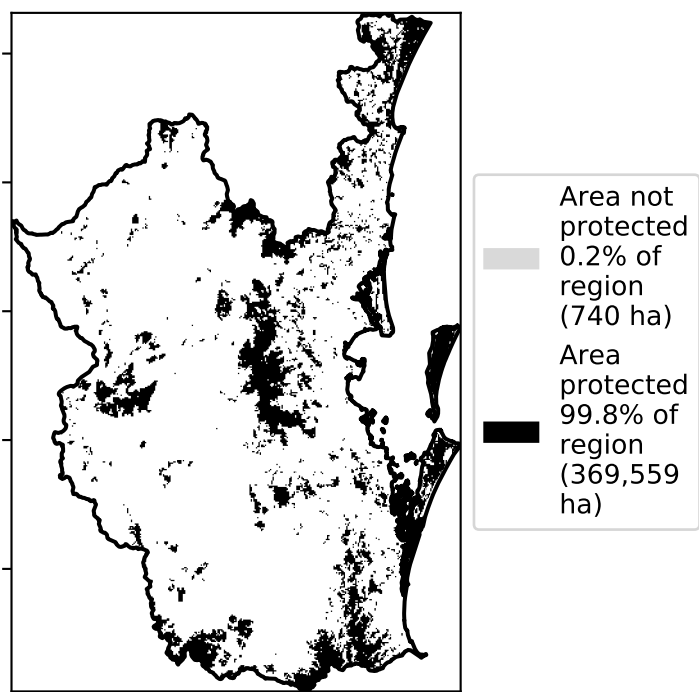 Area not
protected
0.2% of
region
(740 ha)
Area
protected
99.8% of
region
(369,559
ha)